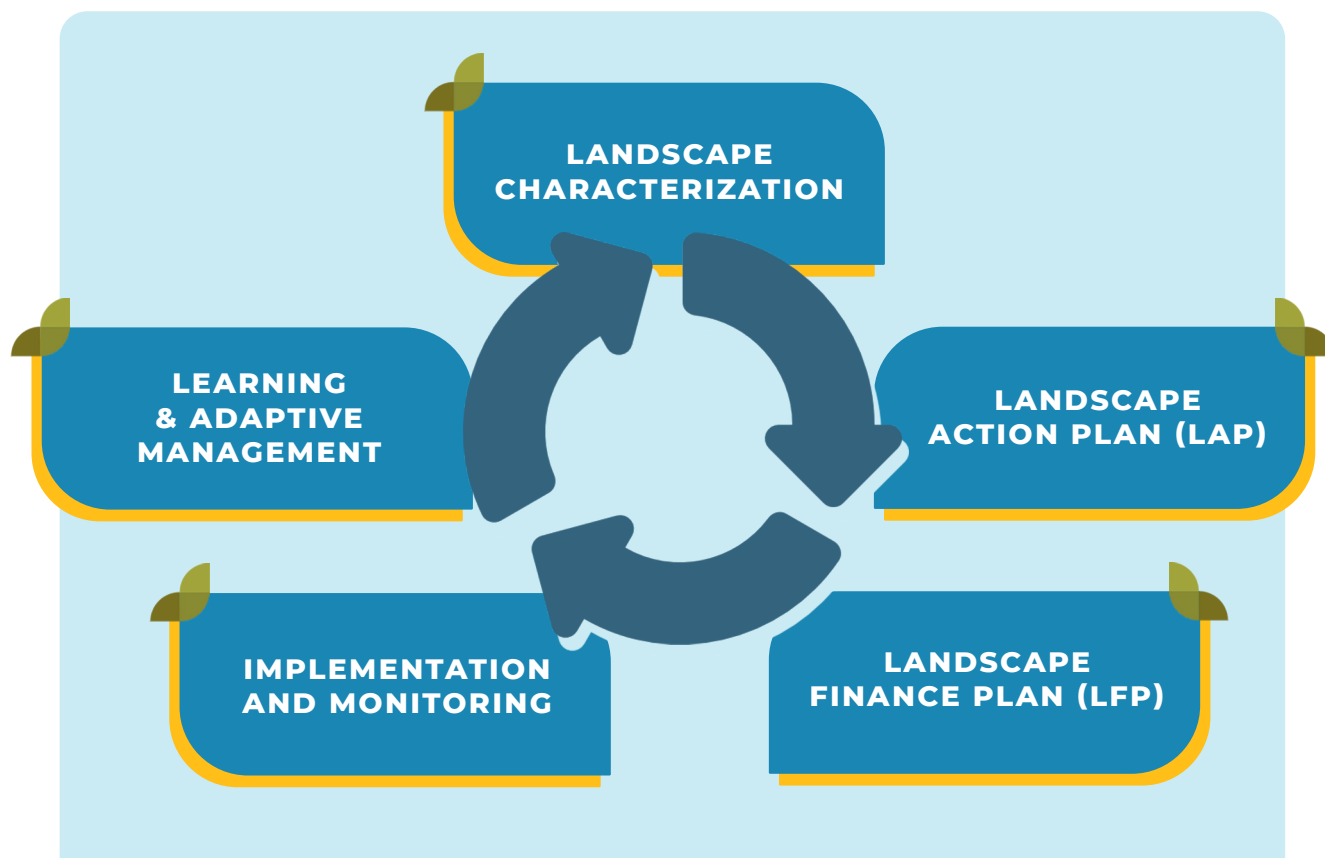 LANDSCAPE
CHARACTERIZATION
LANDSCAPE
ACTION PLAN (LAP)
LANDSCAPE
FINANCE PLAN (LFP)
IMPLEMENTATION
AND MONITORING
LEARNING
& ADAPTIVE
MANAGEMENT